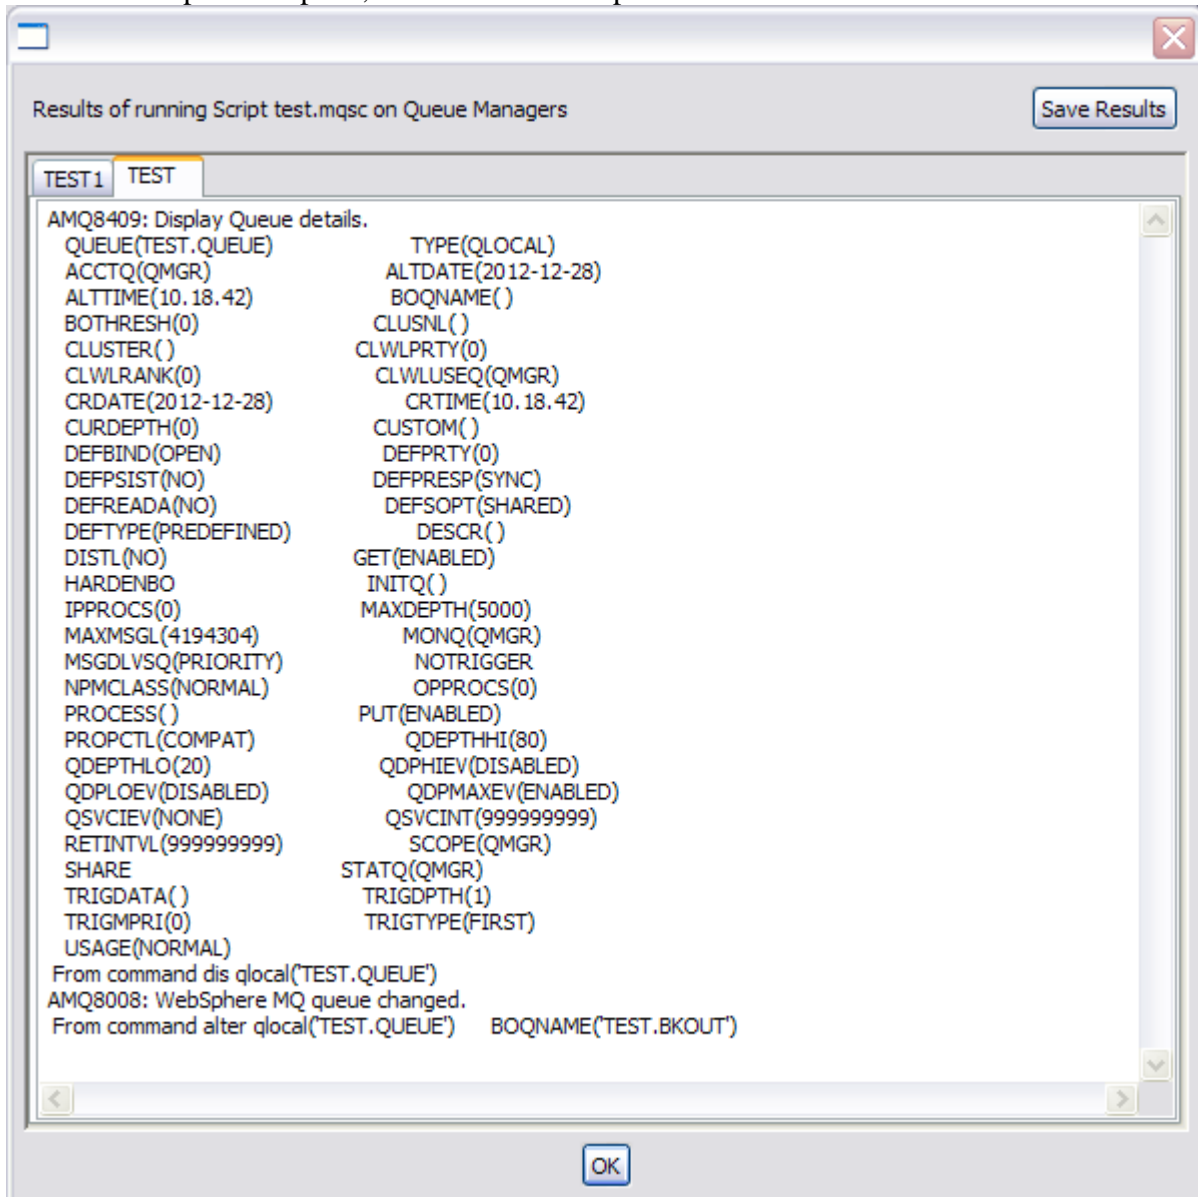 Results of running Script test.mqsc on Queue Managers
Save Results
TEST1 TEST
AMQ8409: Display Queue details.
QUEUE(TEST.QUEUE) TYPE(QLOCAL)
ACCTQ(QMGR) ALTDATE(2012-12-28)
ALTTIME(10.18.42) BOQNAME( )
BOTHRESH(0) CLUSNL( )
CLUSTER( ) CLWLPRTY(0)
CLWLRANK(0) CLWLUSEQ(QMGR)
CRDATE(2012-12-28) CRTIME(10.18.42)
CURDEPTH(0) CUSTOM( )
DEFBIND(OPEN) DEFPRTY(0)
DEFPSIST(NO) DEFPRESP(SYNC)
DEFREADA(NO) DEFSOPT(SHARED)
DEFTYPE(PREDEFINED) DESCR( )
DISTL(NO) GET(ENABLED)
HARDENBO INITQ( )
IPPROCS(0) MAXDEPTH(5000)
MAXMSGL(4194304) MONQ(QMGR)
MSGDLVSQ(PRIORITY) NOTRIGGER
NPMCLASS(NORMAL) OPPROCS(0)
PROCESS( ) PUT(ENABLED)
PROPCTL(COMPAT) QDEPTHHI(80)
QDEPTHLO(20) QDPHIEV(DISABLED)
QDPLOEV(DISABLED) QDPMAXEV(ENABLED)
QSVCIEV(NONE) QSVCINT(999999999)
RETINTVL(999999999) SCOPE(QMGR)
SHARE STATQ(QMGR)
TRIGDATA( ) TRIGDPTH(1)
TRIGMPRI(0) TRIGTYPE(FIRST)
USAGE(NORMAL)
From command dis qlocal('TEST.QUEUE')
AMQ8008: WebSphere MQ queue changed.
From command alter qlocal('TEST.QUEUE') BOQNAME('TEST.BKOUT')
OK